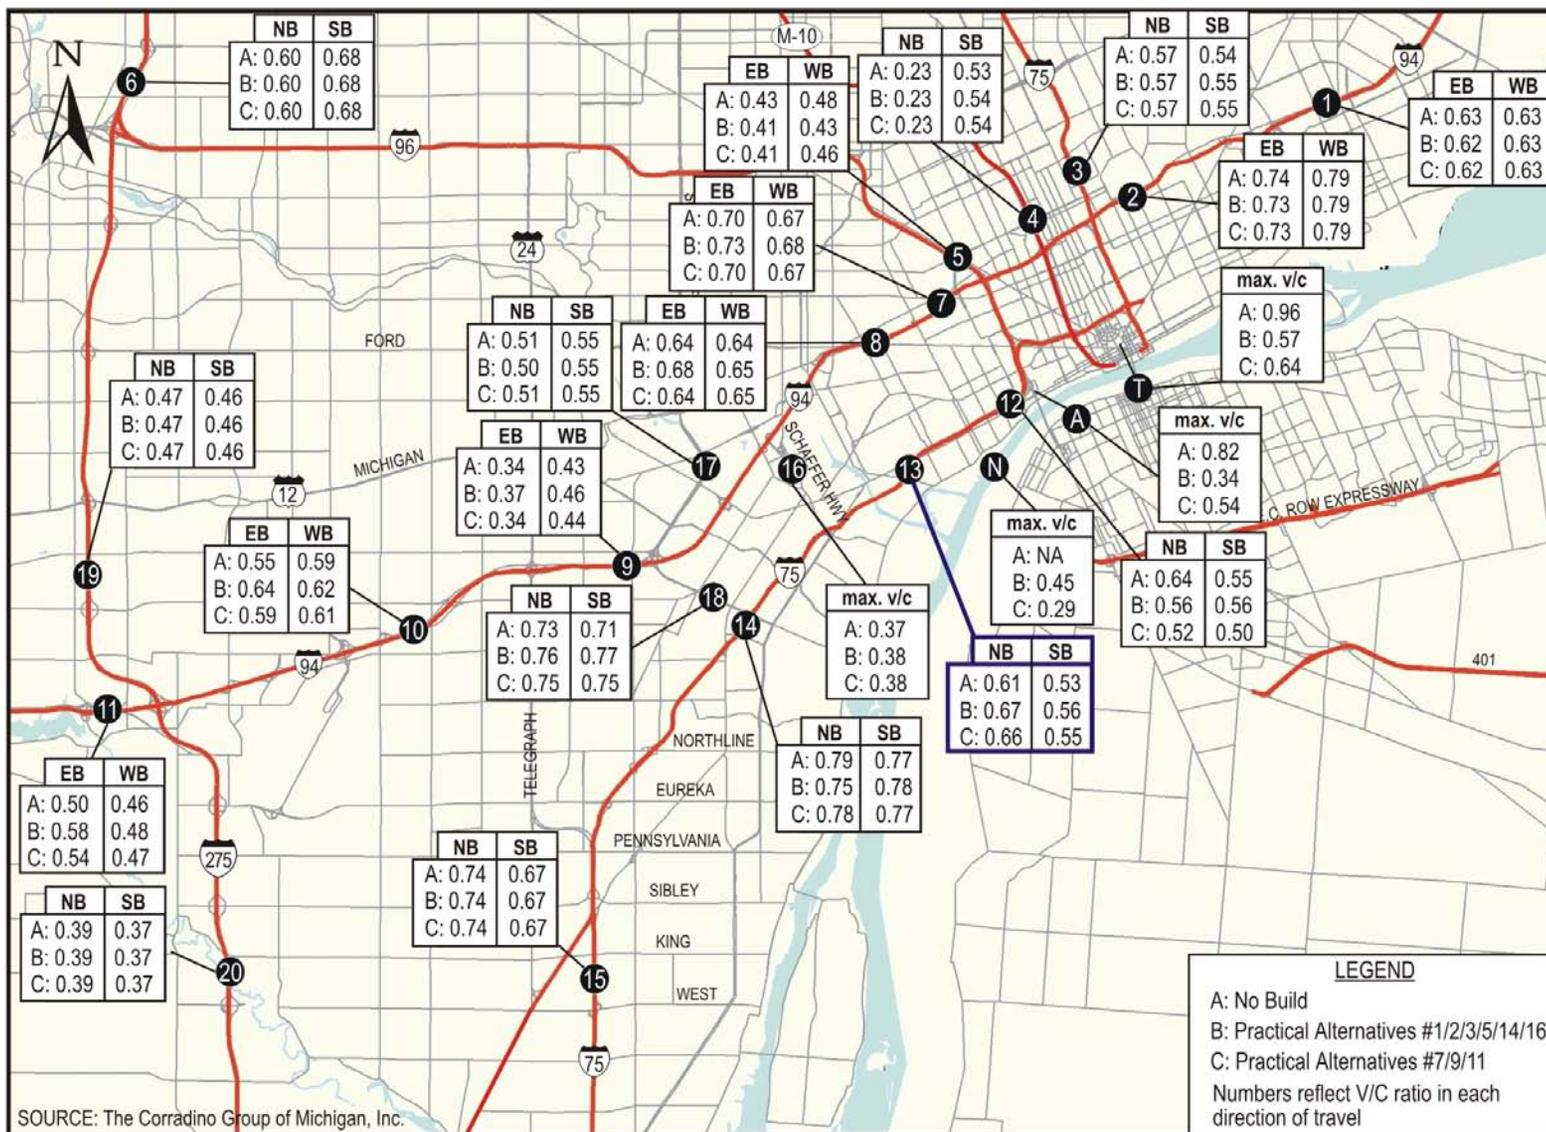 N
6
NB SB
A: 0.60 0.68
B: 0.60 0.68
C: 0.60 0.68
96
M-10
EB WB
A: 0.43 0.48
B: 0.41 0.43
C: 0.41 0.46
NB SB
A: 0.23 0.53
B: 0.23 0.54
C: 0.23 0.54
75
NB SB
A: 0.57 0.54
B: 0.57 0.55
C: 0.57 0.55
94
1
EB WB
A: 0.63 0.63
B: 0.62 0.63
C: 0.62 0.63
EB WB
A: 0.74 0.79
B: 0.73 0.79
C: 0.73 0.79
3
2
4
5
EB WB
A: 0.70 0.67
B: 0.73 0.68
C: 0.70 0.67
7
24
max. v/c
A: 0.96
B: 0.57
C: 0.64
NB SB
A: 0.51 0.55
B: 0.50 0.55
C: 0.51 0.55
EB WB
A: 0.64 0.64
B: 0.68 0.65
C: 0.64 0.65
8
FORD
NB SB
A: 0.47 0.46
B: 0.47 0.46
C: 0.47 0.46
94
12
T
A
max. v/c
A: 0.82
B: 0.34
C: 0.54
EB WB
A: 0.34 0.43
B: 0.37 0.46
C: 0.34 0.44
MICHIGAN
12
17
16
SCHAFFER HWY
13
N
C. ROW EXPRESSWAY
max. v/c
A: NA
B: 0.45
C: 0.29
NB SB
A: 0.64 0.55
B: 0.56 0.56
C: 0.52 0.50
EB WB
A: 0.55 0.59
B: 0.64 0.62
C: 0.59 0.61
19
10
9
75
18
14
NB SB
A: 0.73 0.71
B: 0.76 0.77
C: 0.75 0.75
max. v/c
A: 0.37
B: 0.38
C: 0.38
NB SB
A: 0.61 0.53
B: 0.67 0.56
C: 0.66 0.55
401
94
11
TELEGRAPH
NORTHLINE
NB SB
A: 0.79 0.77
B: 0.75 0.78
C: 0.78 0.77
EB WB
A: 0.50 0.46
B: 0.58 0.48
C: 0.54 0.47
EUREKA
PENNSYLVANIA
275
NB SB
A: 0.74 0.67
B: 0.74 0.67
C: 0.74 0.67
SIBLEY
NB SB
A: 0.39 0.37
B: 0.39 0.37
C: 0.39 0.37
20
KING
15
WEST
75
LEGEND
A: No Build
B: Practical Alternatives #1/2/3/5/14/16
C: Practical Alternatives #7/9/11
Numbers reflect V/C ratio in each
direction of travel
SOURCE: The Corradino Group of Michigan, Inc.